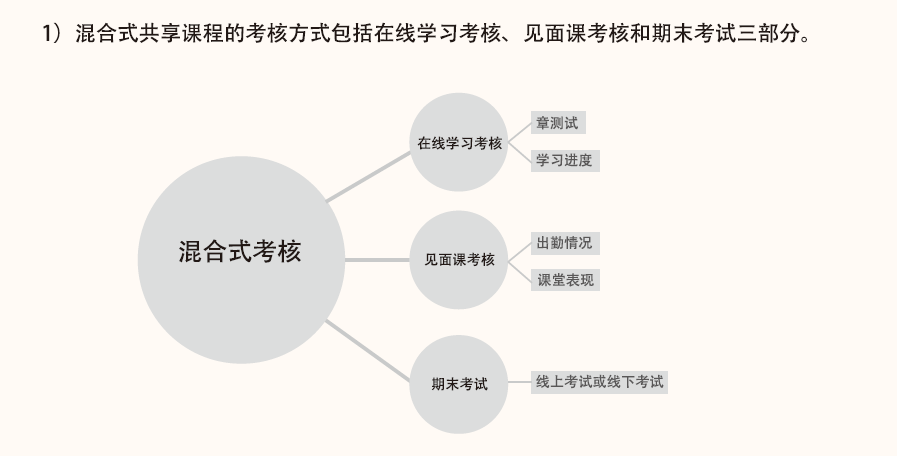 1）混合式共享课程的考核方式包括在线学习考核、见面课考核和期末考试三部分。
混合式考核
在线学习考核
章测试
学习进度
见面课考核
出勤情况
课堂表现
期末考试
线上考试或线下考试